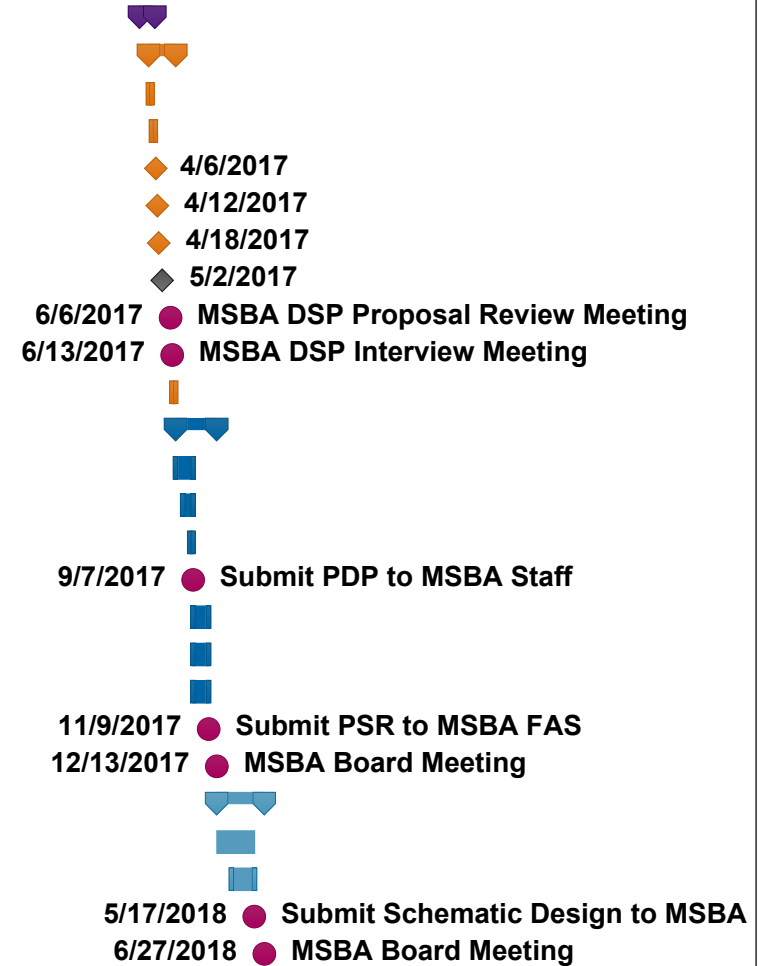 4/6/2017
4/12/2017
4/18/2017
5/2/2017
6/6/2017 MSBA DSP Proposal Review Meeting
6/13/2017 MSBA DSP Interview Meeting
9/7/2017 Submit PDP to MSBA Staff
11/9/2017 Submit PSR to MSBA FAS
12/13/2017 MSBA Board Meeting
5/17/2018 Submit Schematic Design to MSBA
6/27/2018 MSBA Board Meeting